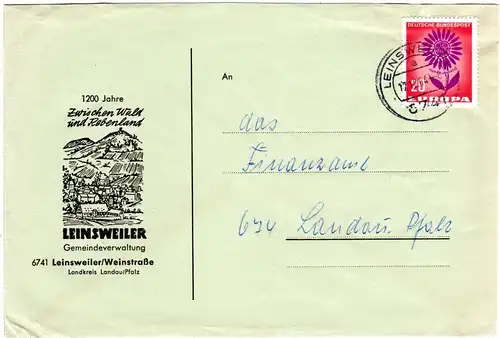 DEUTSCHE BUNDESPOST
LEINSWE
a
20
EUROPA
An
1200 Jahre
Zwischen Wald
und Rebenland
LEINSWEILER
Gemeindeverwaltung
6741 Leinsweiler/Weinstraße
Landkreis Landau/Pfalz
das
Finanzamt
674 Landau Pfalz